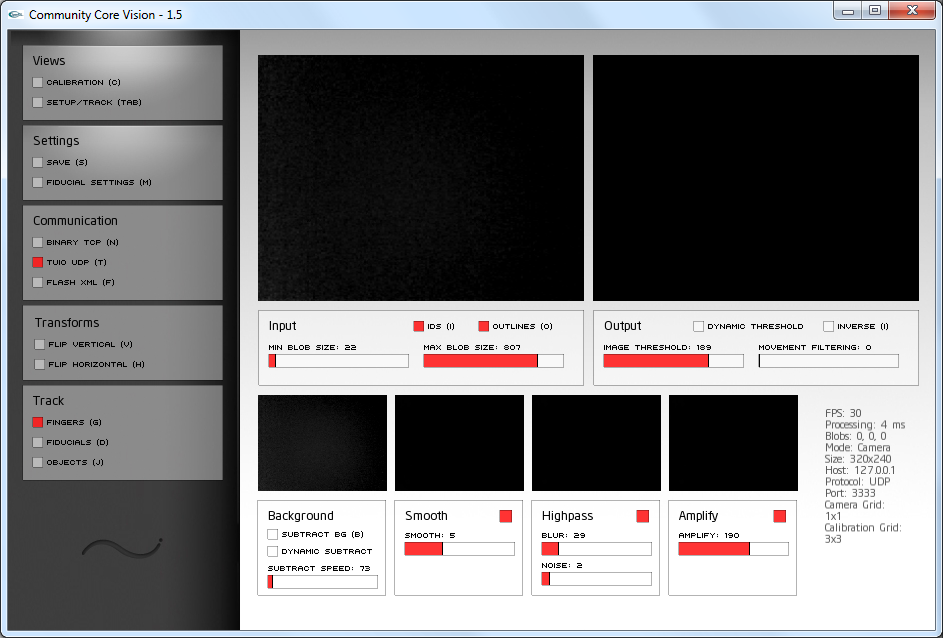 Community Core Vision - 1.5
Views
CALIBRATION (C)
SETUP/TRACK (TAB)
Settings
SAVE (S)
FIDUCIAL SETTINGS (M)
Communication
BINARY TCP (N)
TUIO UDP (T)
FLASH XML (F)
Transforms
FLIP VERTICAL (V)
FLIP HORIZONTAL (H)
Track
FINGERS (G)
FIDUCIALS (D)
OBJECTS (J)
Input
IDS (I)
OUTLINES (O)
MIN BLOB SIZE: 22
MAX BLOB SIZE: 807
Output
DYNAMIC THRESHOLD
INVERSE (I)
IMAGE THRESHOLD: 189
MOVEMENT FILTERING: 0
Background
SUBTRACT BG (B)
DYNAMIC SUBTRACT
SUBTRACT SPEED: 73
Smooth
SMOOTH: 5
Highpass
BLUR: 29
NOISE: 2
Amplify
AMPLIFY: 190
FPS: 30
Processing: 4 ms
Blobs: 0, 0, 0
Mode: Camera
Size: 320x240
Host: 127.0.0.1
Protocol: UDP
Port: 3333
Camera Grid:
1x1
Calibration Grid:
3x3